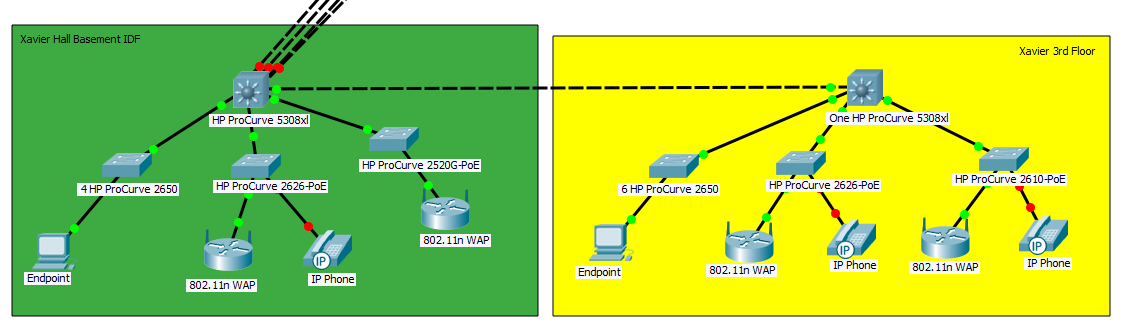 Xavier Hall Basement IDF
HP ProCurve 5308xl
HP ProCurve 2520G-PoE
4 HP ProCurve 2650
HP ProCurve 2626-PoE
802.11n WAP
Endpoint
802.11n WAP
IP
IP Phone
Xavier 3rd Floor
One HP ProCurve 5308xl
6 HP ProCurve 2650
HP ProCurve 2626-PoE
HP ProCurve 2610-PoE
Endpoint
802.11n WAP
IP
IP Phone
802.11n WAP
IP
IP Phone